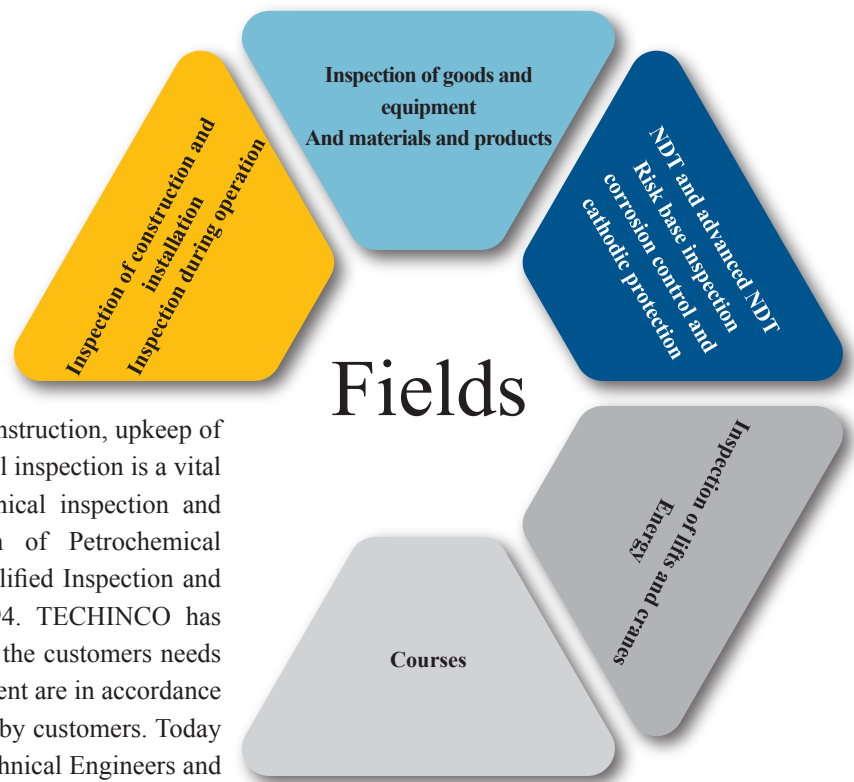 Inspection of goods and
equipment
And materials and products
Inspection of construction and
installation
Inspection during operation
NDT and advanced NDT
Risk base inspection
corrosion control and
cathodic protection
Fields
Inspection of lifts and cranes
Energy
Courses
nstruction, upkeep of
l inspection is a vital
nical inspection and
n of Petrochemical
lified Inspection and
94. TECHINCO has
the customers needs
ent are in accordance
by customers. Today
hnical Engineers and